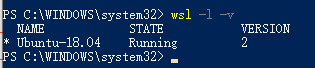 PS C:\WINDOWS\system32> wsl -l -v
  NAME            STATE           VERSION
* Ubuntu-18.04    Running         2
PS C:\WINDOWS\system32>